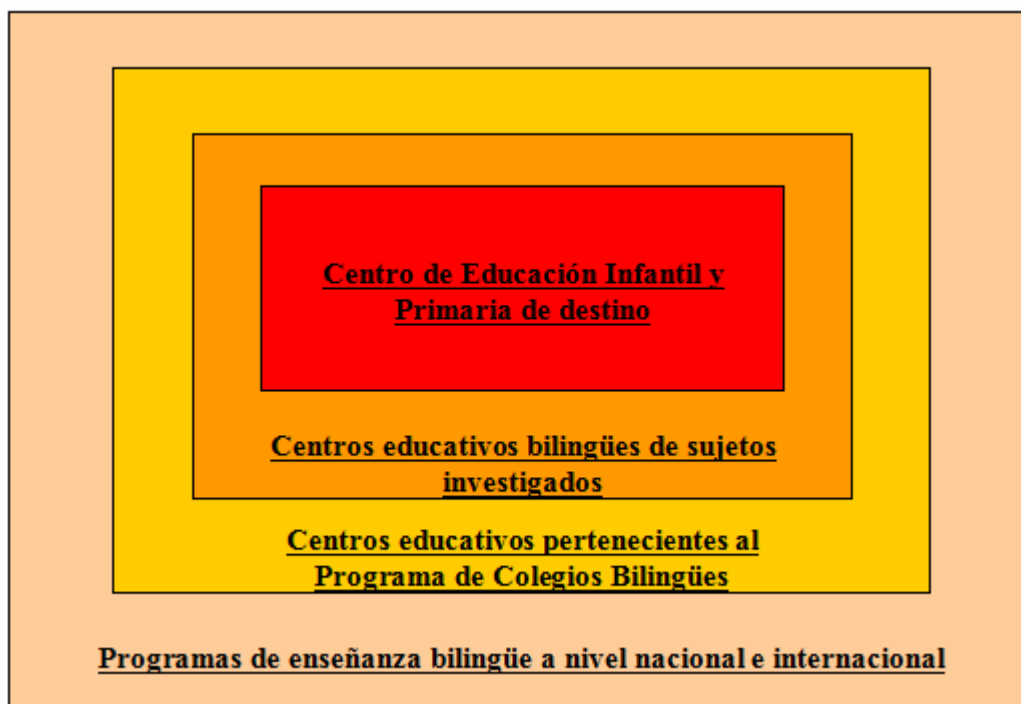 Centro de Educación Infantil y
Primaria de destino
Centros educativos bilingües de sujetos
investigados
Centros educativos pertenecientes al
Programa de Colegios Bilingües
Programas de enseñanza bilingüe a nivel nacional e internacional